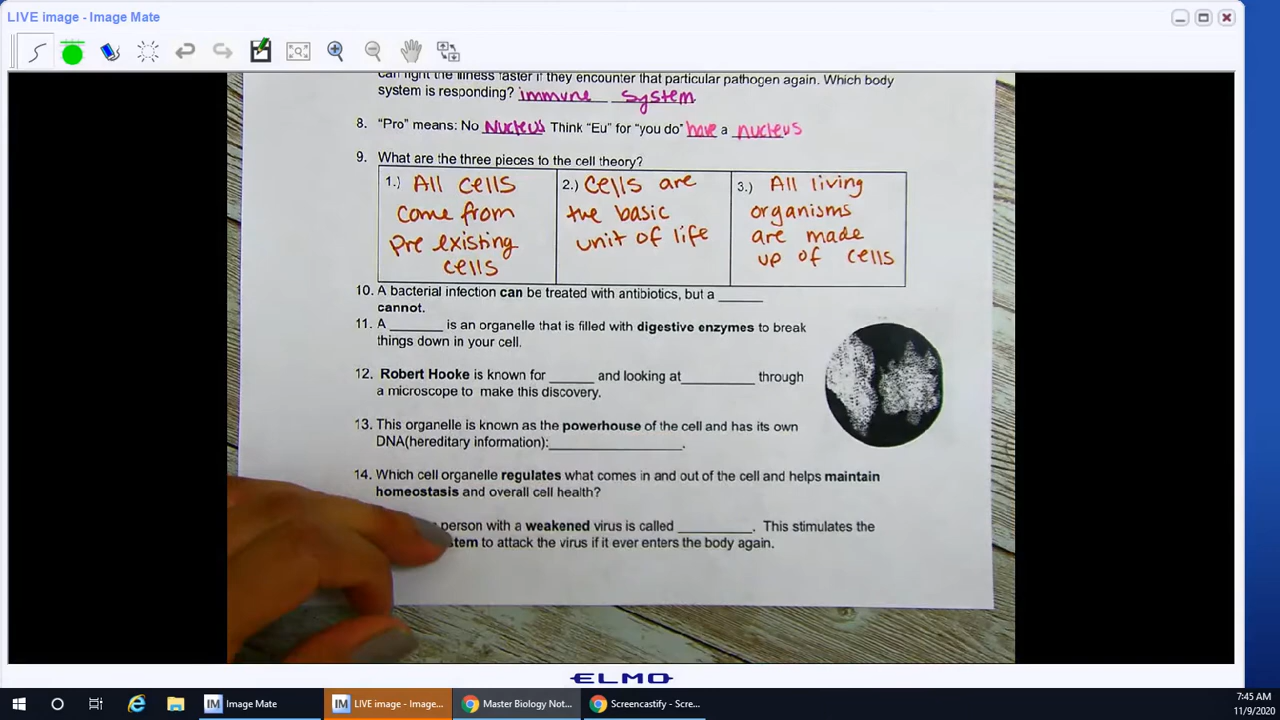 LIVE image - Image Mate
can fight the illness faster if they encounter that particular pathogen again. Which body
system is responding? immune system
8. "Pro" means: No Nucleus Think "Eu" for "you do" have a nucleus
9. What are the three pieces to the cell theory?
1.) All cells
come from
Pre existing
cells
2.) Cells are
the basic
unit of life
3.) All living
organisms
are made
up of cells
10. A bacterial infection can be treated with antibiotics, but a ______
cannot.
11. A _______ is an organelle that is filled with digestive enzymes to break
things down in your cell.
12. Robert Hooke is known for ______ and looking at__________ through
a microscope to make this discovery.
13. This organelle is known as the powerhouse of the cell and has its own
DNA(hereditary information):__________________.
14. Which cell organelle regulates what comes in and out of the cell and helps maintain
homeostasis and overall cell health?
person with a weakened virus is called __________. This stimulates the
to attack the virus if it ever enters the body again.
ELMO
Image Mate
LIVE image - Image...
Master Biology Not...
Screencastify - Scre...
7:45 AM
11/9/2020